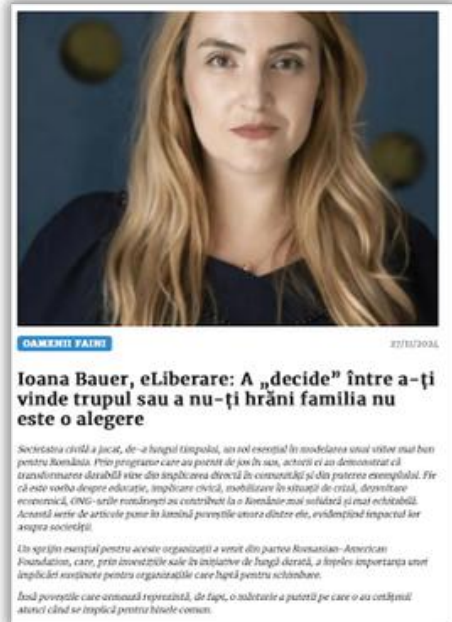 OAMENII FAINI
27/11/2024
Ioana Bauer, eLiberare: A „decide” între a-ți
vinde trupul sau a nu-ți hrăni familia nu
este o alegere
Societatea civilă a jucat, de-a lungul timpului, un rol esențial în modelarea unui viitor mai bun
pentru România. Prin programe care au pornit de jos în sus, actorii ei au demonstrat că
transformarea durabilă vine din implicarea directă în comunități și din puterea exemplului. Fie
că este vorba despre educație, implicare civică, mobilizare în situații de criză, dezvoltare
economică, ONG-urile românești au contribuit la o Românie mai solidară și mai echitabilă.
Această serie de articole pune în lumină poveștile unora dintre ele, evidențiind impactul lor
asupra societății.
Un sprijin esențial pentru aceste organizații a venit din partea Romanian-American
Foundation, care, prin investițiile sale în inițiative de lungă durată, a înțeles importanța unei
implicări susținute pentru organizațiile care luptă pentru schimbare.
Însă poveștile care urmează reprezintă, de fapt, o mărturie a puterii pe care o au cetățenii
atunci când se implică pentru binele comun.